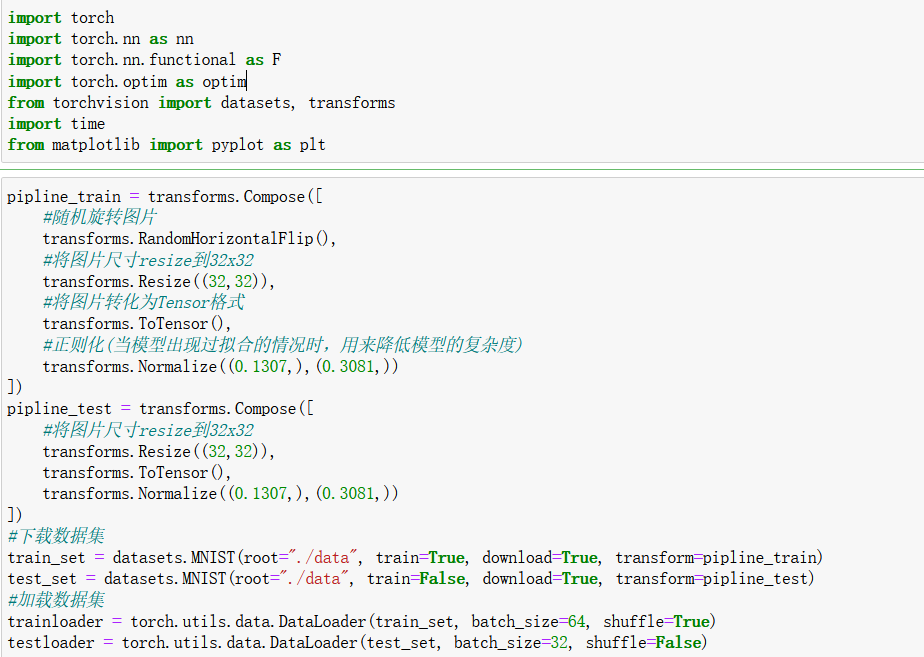 import torch
import torch.nn as nn
import torch.nn.functional as F
import torch.optim as optim
from torchvision import datasets, transforms
import time
from matplotlib import pyplot as plt
pipline_train = transforms.Compose([
    #随机旋转图片
    transforms.RandomHorizontalFlip(),
    #将图片尺寸resize到32x32
    transforms.Resize((32,32)),
    #将图片转化为Tensor格式
    transforms.ToTensor(),
    #正则化(当模型出现过拟合的情况时，用来降低模型的复杂度)
    transforms.Normalize((0.1307,),(0.3081,))
])
pipline_test = transforms.Compose([
    #将图片尺寸resize到32x32
    transforms.Resize((32,32)),
    transforms.ToTensor(),
    transforms.Normalize((0.1307,),(0.3081,))
])
#下载数据集
train_set = datasets.MNIST(root="./data", train=True, download=True, transform=pipline_train)
test_set = datasets.MNIST(root="./data", train=False, download=True, transform=pipline_test)
#加载数据集
trainloader = torch.utils.data.DataLoader(train_set, batch_size=64, shuffle=True)
testloader = torch.utils.data.DataLoader(test_set, batch_size=32, shuffle=False)